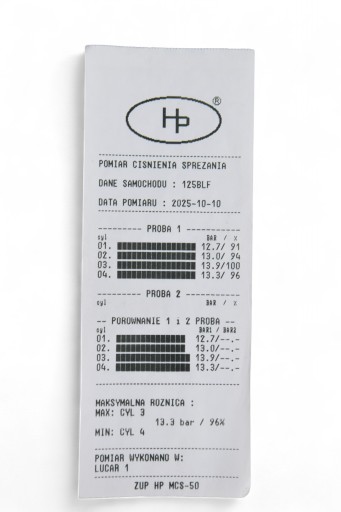 Hp ®
POMIAR CISNIENIA SPREZANIA
DANE SAMOCHODU : 125BLF
DATA POMIARU : 2025-10-10
-------- PROBA 1 --------
cyl BAR / %
01. 12.7/ 91
02. 13.0/ 94
03. 13.9/100
04. 13.3/ 96
-------- PROBA 2 --------
cyl BAR / %
-- POROWNANIE 1 i 2 PROBA --
cyl BAR1 / BAR2
01. 12.7/--.-
02. 13.0/--.-
03. 13.9/--.-
04. 13.3/--.-
MAKSYMALNA ROZNICA :
MAX: CYL 3
13.3 bar / 96%
MIN: CYL 4
POMIAR WYKONANO W:
LUCAR 1
ZUP HP MCS-50